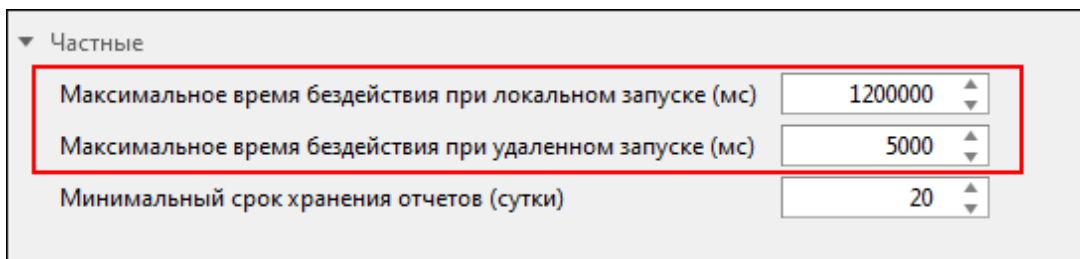 Частные
Максимальное время бездействия при локальном запуске (мс) 1200000
Максимальное время бездействия при удаленном запуске (мс) 5000
Минимальный срок хранения отчетов (сутки) 20